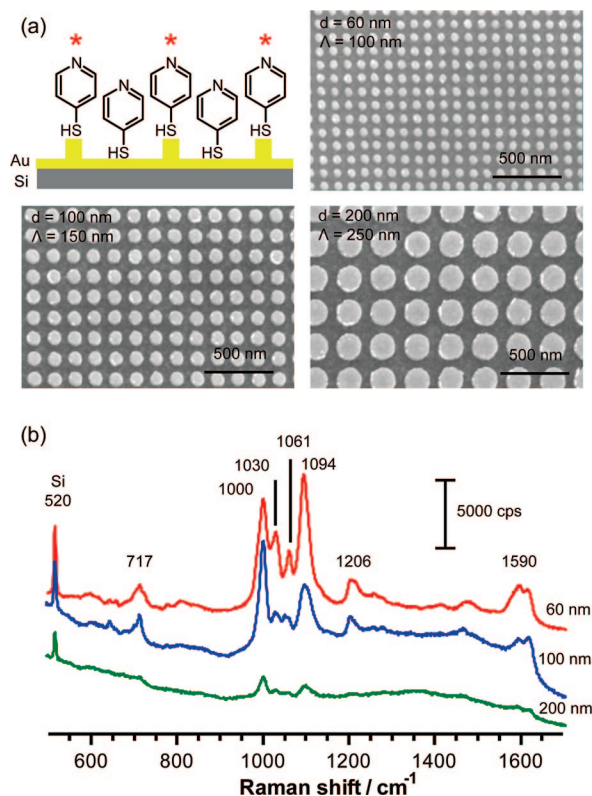 (a)
* * *
N N N N N
HS HS HS HS HS
Au
Si
d = 60 nm
Λ = 100 nm
500 nm
d = 100 nm
Λ = 150 nm
500 nm
d = 200 nm
Λ = 250 nm
500 nm
(b)
1061
1030 1094
Si 1000
520
5000 cps
717 1206 1590
60 nm
100 nm
200 nm
600 800 1000 1200 1400 1600
Raman shift / cm⁻¹